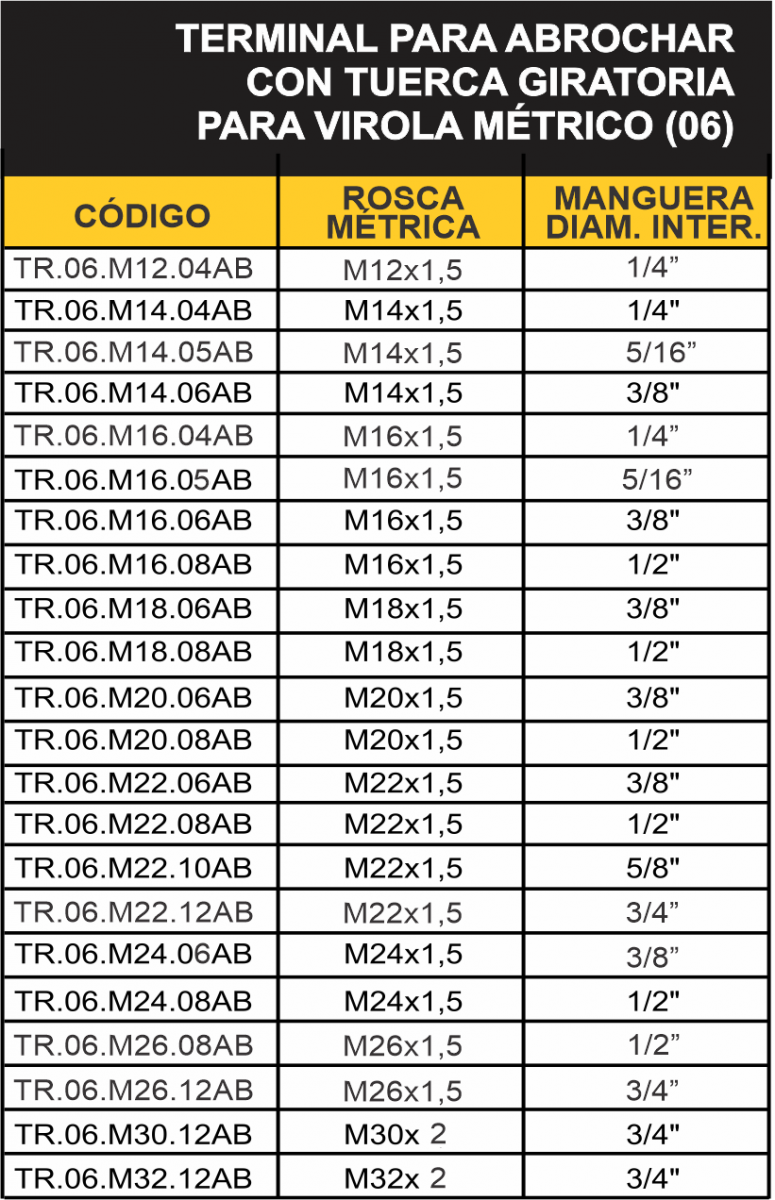 TERMINAL PARA ABROCHAR
CON TUERCA GIRATORIA
PARA VIROLA MÉTRICO (06)
CÓDIGO ROSCA MÉTRICA MANGUERA DIAM. INTER.
TR.06.M12.04AB M12x1,5 1/4”
TR.06.M14.04AB M14x1,5 1/4"
TR.06.M14.05AB M14x1,5 5/16”
TR.06.M14.06AB M14x1,5 3/8"
TR.06.M16.04AB M16x1,5 1/4”
TR.06.M16.05AB M16x1,5 5/16”
TR.06.M16.06AB M16x1,5 3/8"
TR.06.M16.08AB M16x1,5 1/2"
TR.06.M18.06AB M18x1,5 3/8"
TR.06.M18.08AB M18x1,5 1/2"
TR.06.M20.06AB M20x1,5 3/8"
TR.06.M20.08AB M20x1,5 1/2"
TR.06.M22.06AB M22x1,5 3/8"
TR.06.M22.08AB M22x1,5 1/2"
TR.06.M22.10AB M22x1,5 5/8"
TR.06.M22.12AB M22x1,5 3/4”
TR.06.M24.06AB M24x1,5 3/8”
TR.06.M24.08AB M24x1,5 1/2"
TR.06.M26.08AB M26x1,5 1/2”
TR.06.M26.12AB M26x1,5 3/4”
TR.06.M30.12AB M30x 2 3/4"
TR.06.M32.12AB M32x 2 3/4"